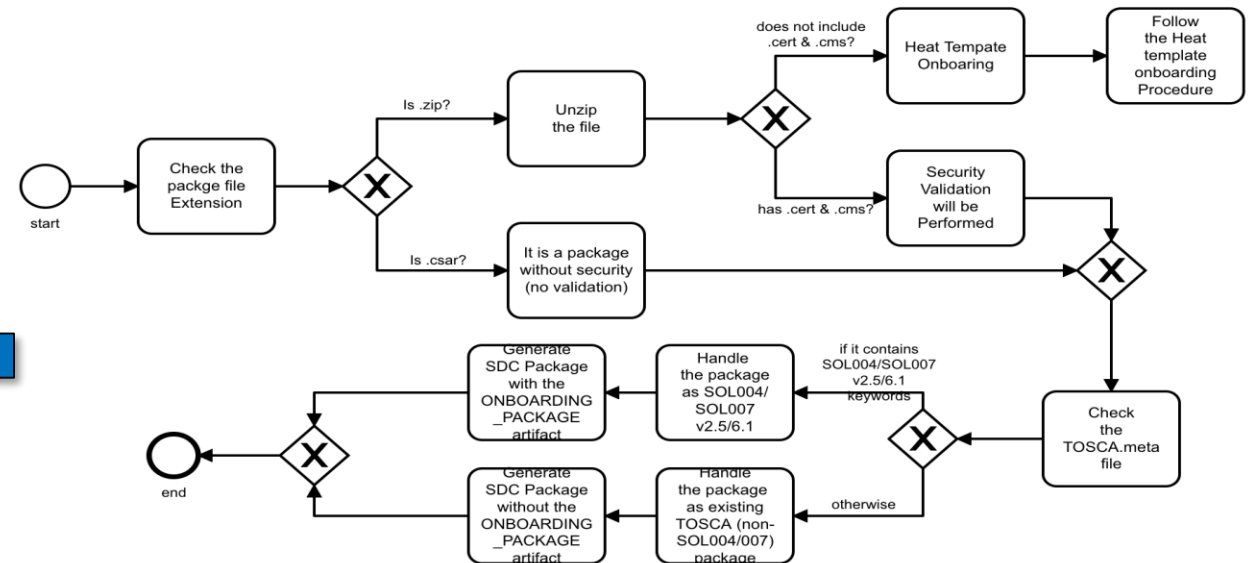 does not include
.cert & .cms?
Heat Tempate
Onboaring
Follow
the Heat
template
onboarding
Procedure
Is .zip?
Unzip
the file
Check the
packge file
Extension
start
has .cert & .cms?
Security
Validation
will be
Performed
Is .csar?
It is a package
without security
(no validation)
Generate
SDC Package
with the
ONBOARDING
_PACKAGE
artifact
Handle
the package
as SOL004/
SOL007
v2.5/6.1
if it contains
SOL004/SOL007
v2.5/6.1
keywords
Check
the
TOSCA.meta
file
end
Generate
SDC Package
without the
ONBOARDING
_PACKAGE
artifact
Handle
the package
as existing
TOSCA (non-
SOL004/007)
package
otherwise